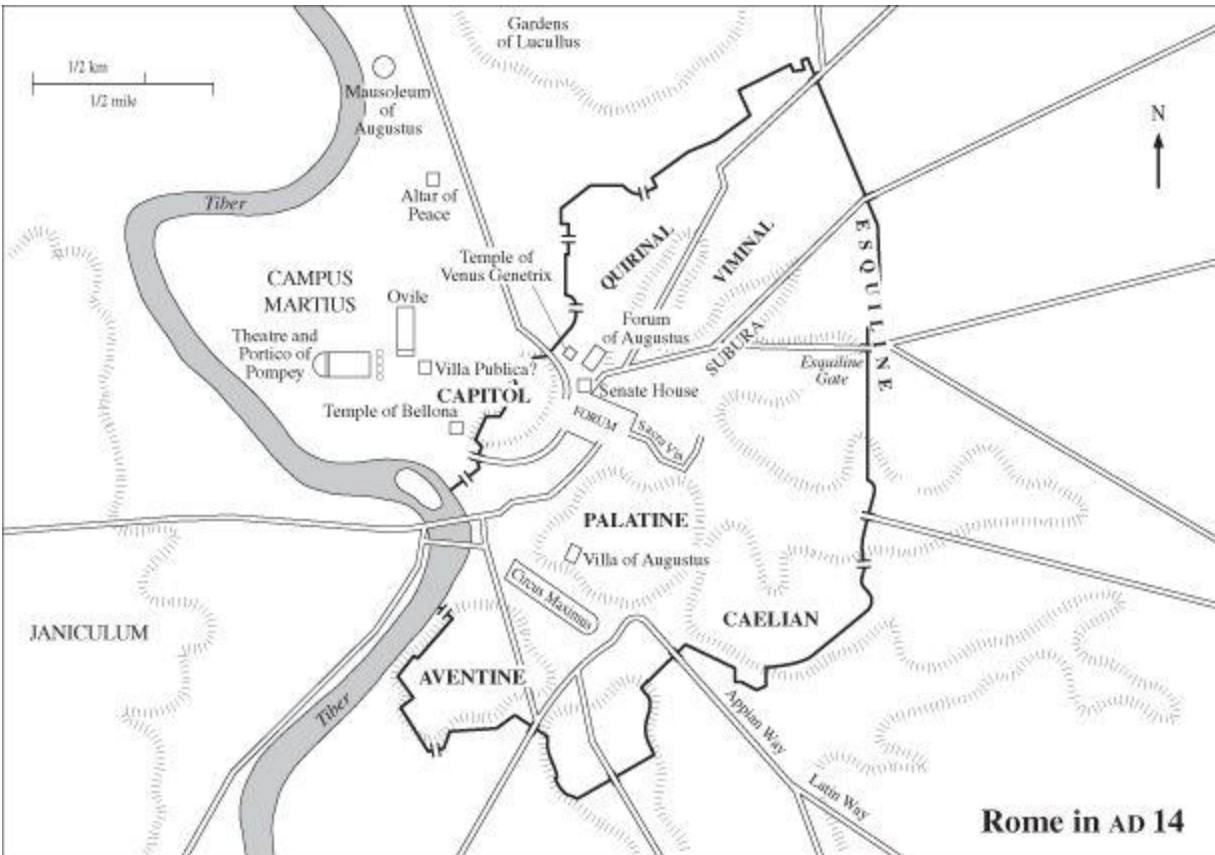 Gardens
of Lucullus
1/2 km
1/2 mile
Mausoleum
of
Augustus
N
Altar of
Peace
Tiber
Temple of
Venus Genetrix
QUIRINAL
VIMINAL
ESQUILINE
CAMPUS
MARTIUS
Ovile
Forum
of Augustus
Theatre and
Portico of
Pompey
SUBURA
Villa Publica?
Esquiline
Gate
CAPITOL
Senate House
Temple of Bellona
FORUM
Sacra Via
PALATINE
Villa of Augustus
Circus Maximus
CAELIAN
JANICULUM
AVENTINE
Tiber
Appian Way
Latin Way
Rome in AD 14